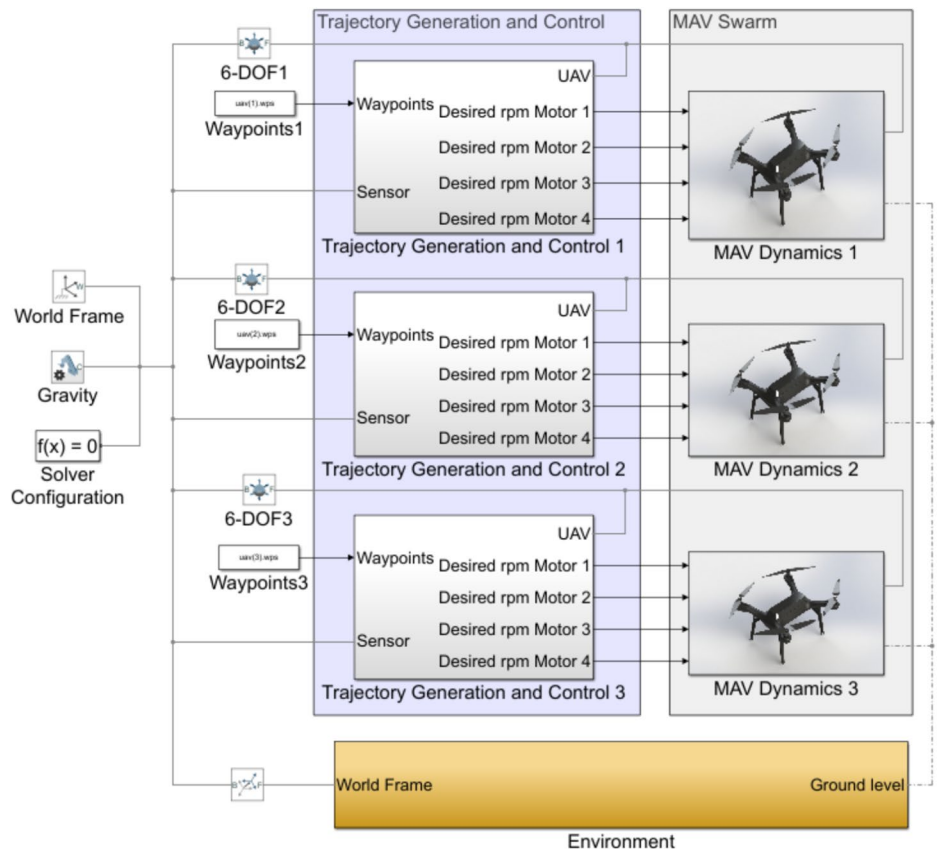 Trajectory Generation and Control
MAV Swarm
B F
6-DOF1
uav(1).wps
Waypoints1
UAV
Waypoints
Desired rpm Motor 1
Desired rpm Motor 2
Desired rpm Motor 3
Sensor
Desired rpm Motor 4
Trajectory Generation and Control 1
MAV Dynamics 1
W
World Frame
C
Gravity
f(x) = 0
Solver
Configuration
B F
6-DOF2
uav(2).wps
Waypoints2
UAV
Waypoints
Desired rpm Motor 1
Desired rpm Motor 2
Desired rpm Motor 3
Sensor
Desired rpm Motor 4
Trajectory Generation and Control 2
MAV Dynamics 2
B F
6-DOF3
uav(3).wps
Waypoints3
UAV
Waypoints
Desired rpm Motor 1
Desired rpm Motor 2
Desired rpm Motor 3
Sensor
Desired rpm Motor 4
Trajectory Generation and Control 3
MAV Dynamics 3
B F
World Frame
Ground level
Environment